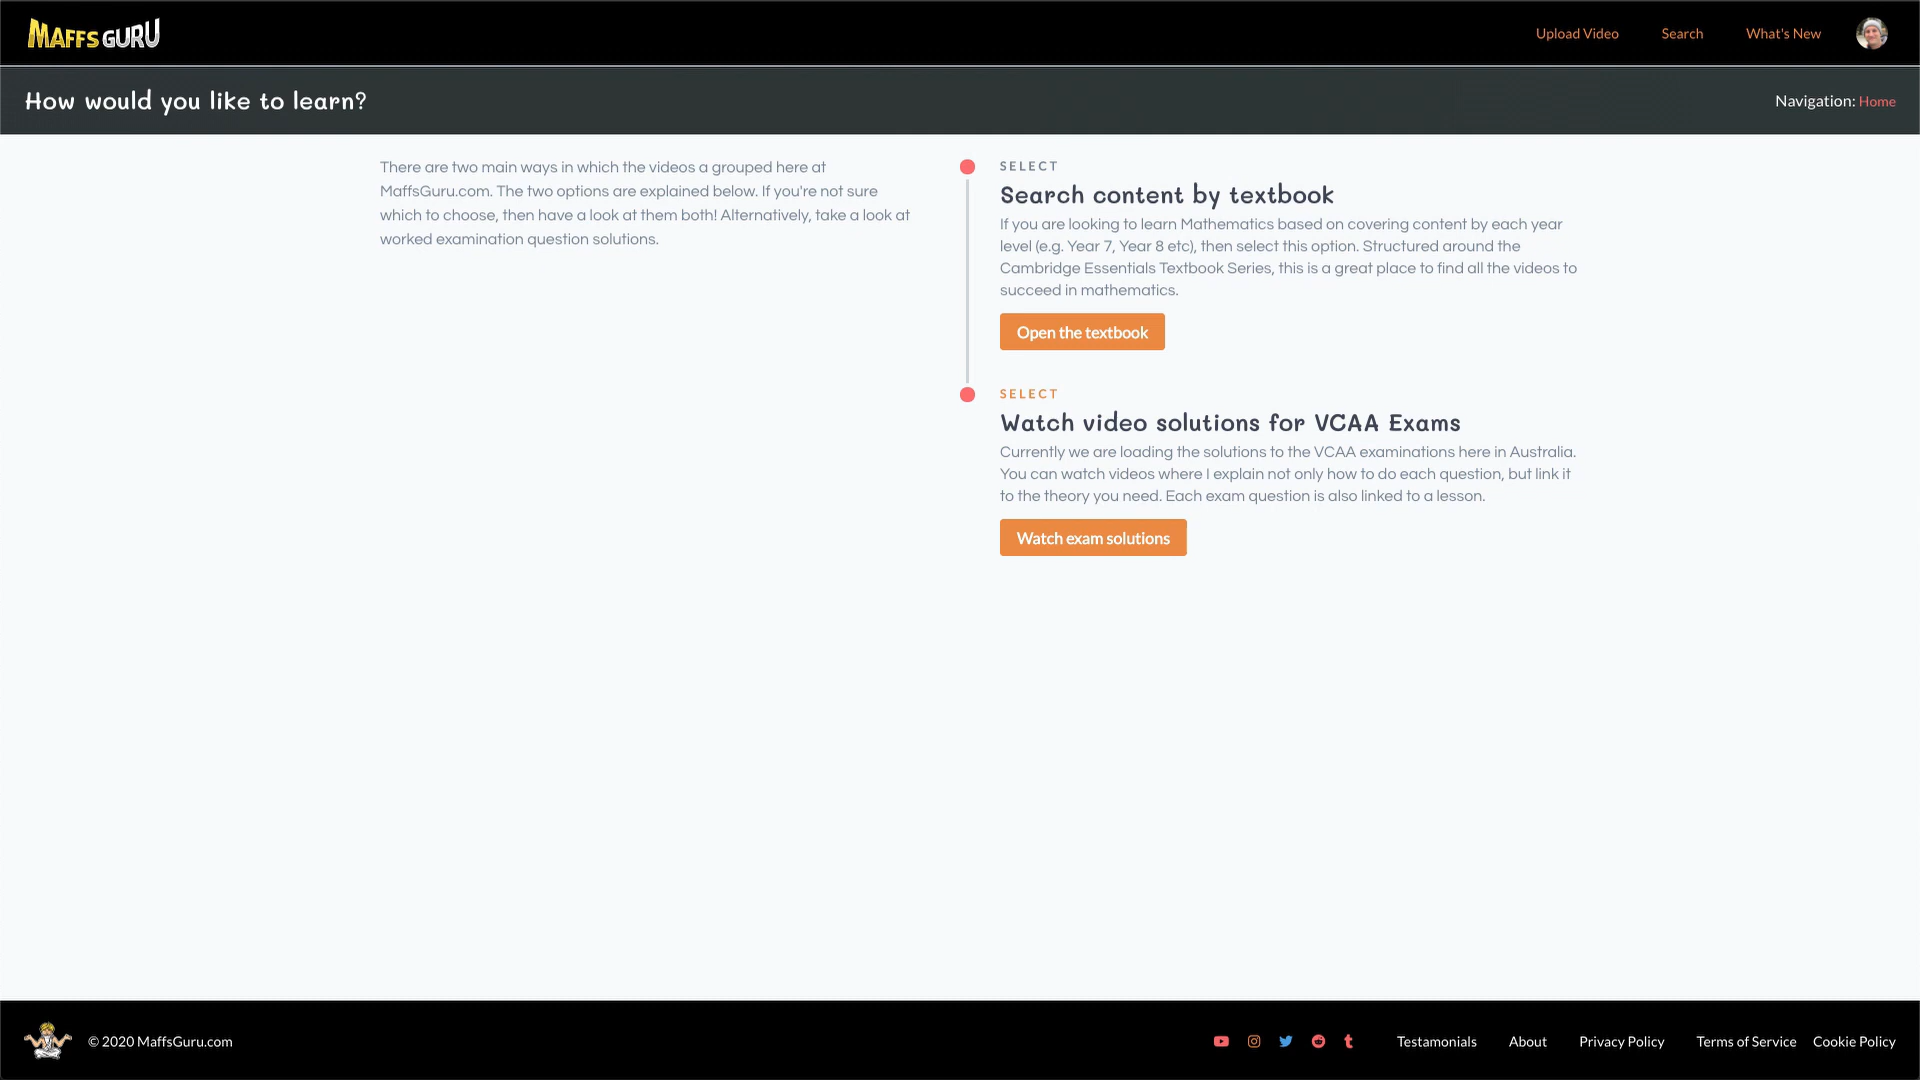 MAFFS GURU
Upload Video
Search
What's New
How would you like to learn?
Navigation: Home
There are two main ways in which the videos a grouped here at
MaffsGuru.com. The two options are explained below. If you're not sure
which to choose, then have a look at them both! Alternatively, take a look at
worked examination question solutions.
SELECT
Search content by textbook
If you are looking to learn Mathematics based on covering content by each year
level (e.g. Year 7, Year 8 etc), then select this option. Structured around the
Cambridge Essentials Textbook Series, this is a great place to find all the videos to
succeed in mathematics.
Open the textbook
SELECT
Watch video solutions for VCAA Exams
Currently we are loading the solutions to the VCAA examinations here in Australia.
You can watch videos where I explain not only how to do each question, but link it
to the theory you need. Each exam question is also linked to a lesson.
Watch exam solutions
© 2020 MaffsGuru.com
Testamonials
About
Privacy Policy
Terms of Service
Cookie Policy